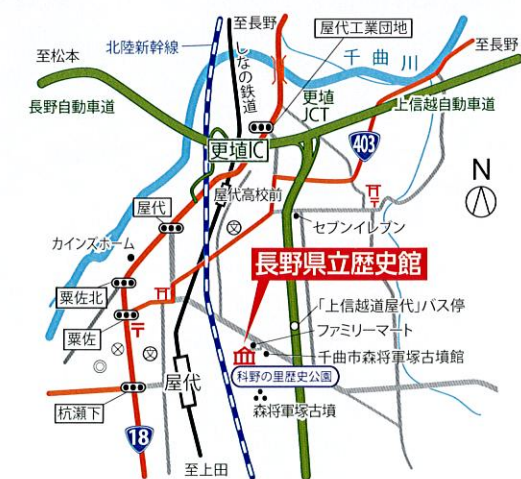 至長野
屋代工業団地
北陸新幹線
しなの鉄道
千曲川
至長野
至松本
長野自動車道
更埴
JCT
上信越自動車道
更埴IC
403
N
屋代高校前
屋代
セブンイレブン
カインズホーム
長野県立歴史館
粟佐北
「上信越道屋代」バス停
粟佐
ファミリーマート
千曲市森将軍塚古墳館
屋代
科野の里歴史公園
杭瀬下
森将軍塚古墳
18
至上田